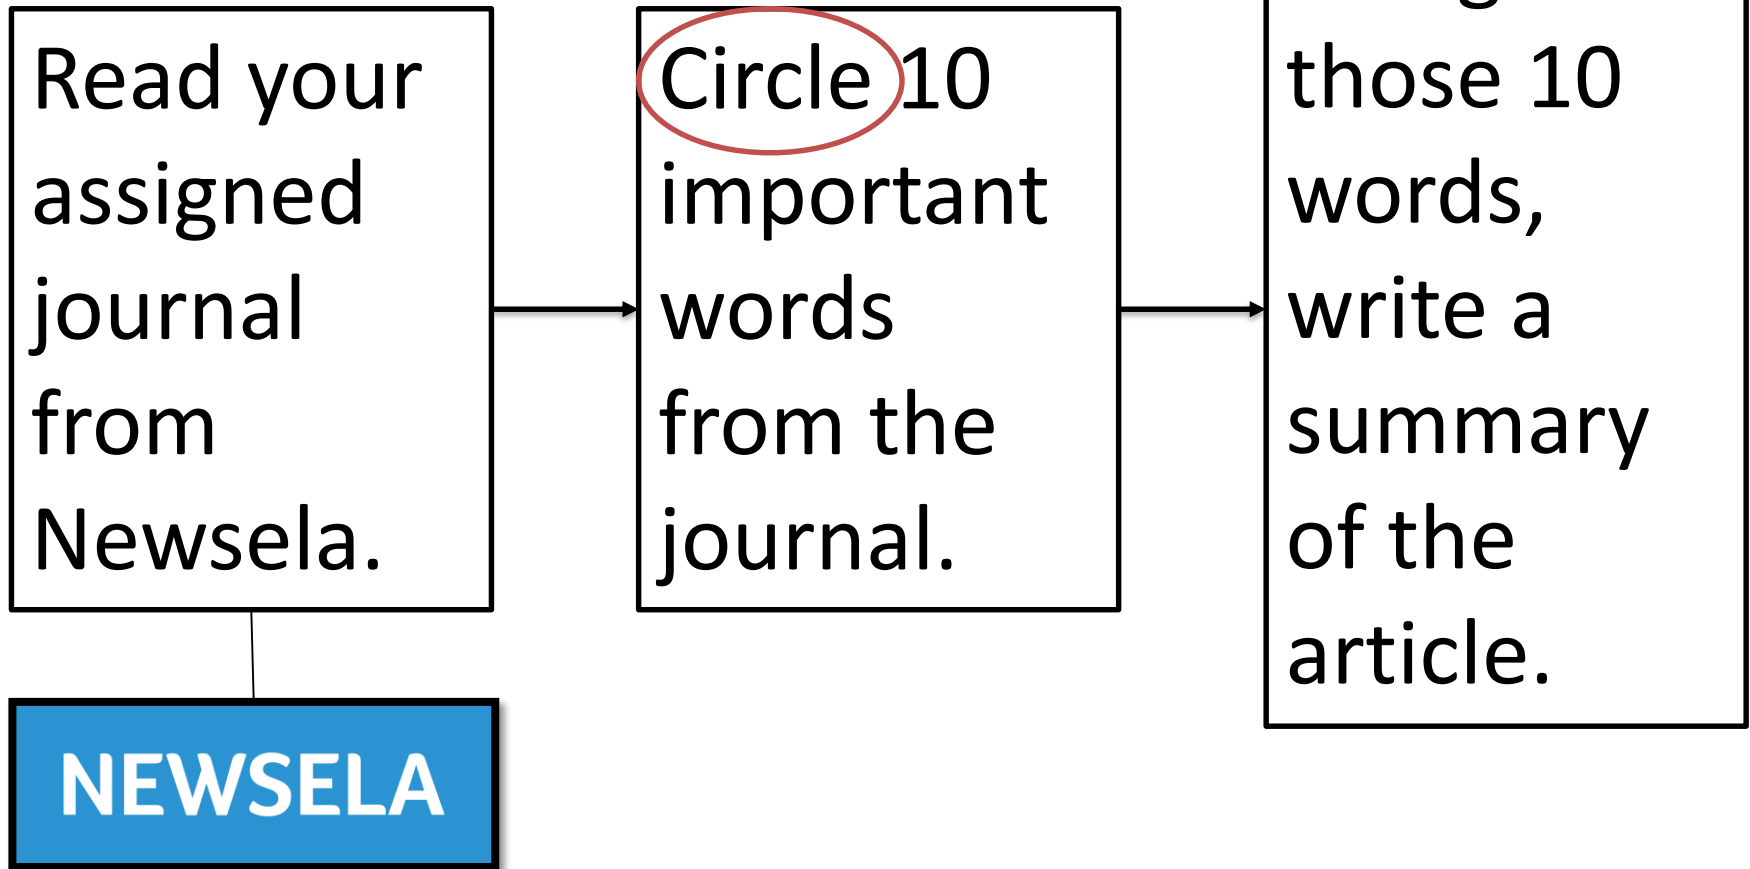 Read your
assigned
journal
from
Newsela.
Circle 10
important
words
from the
journal.
those 10
words,
write a
summary
of the
article.
NEWSELA